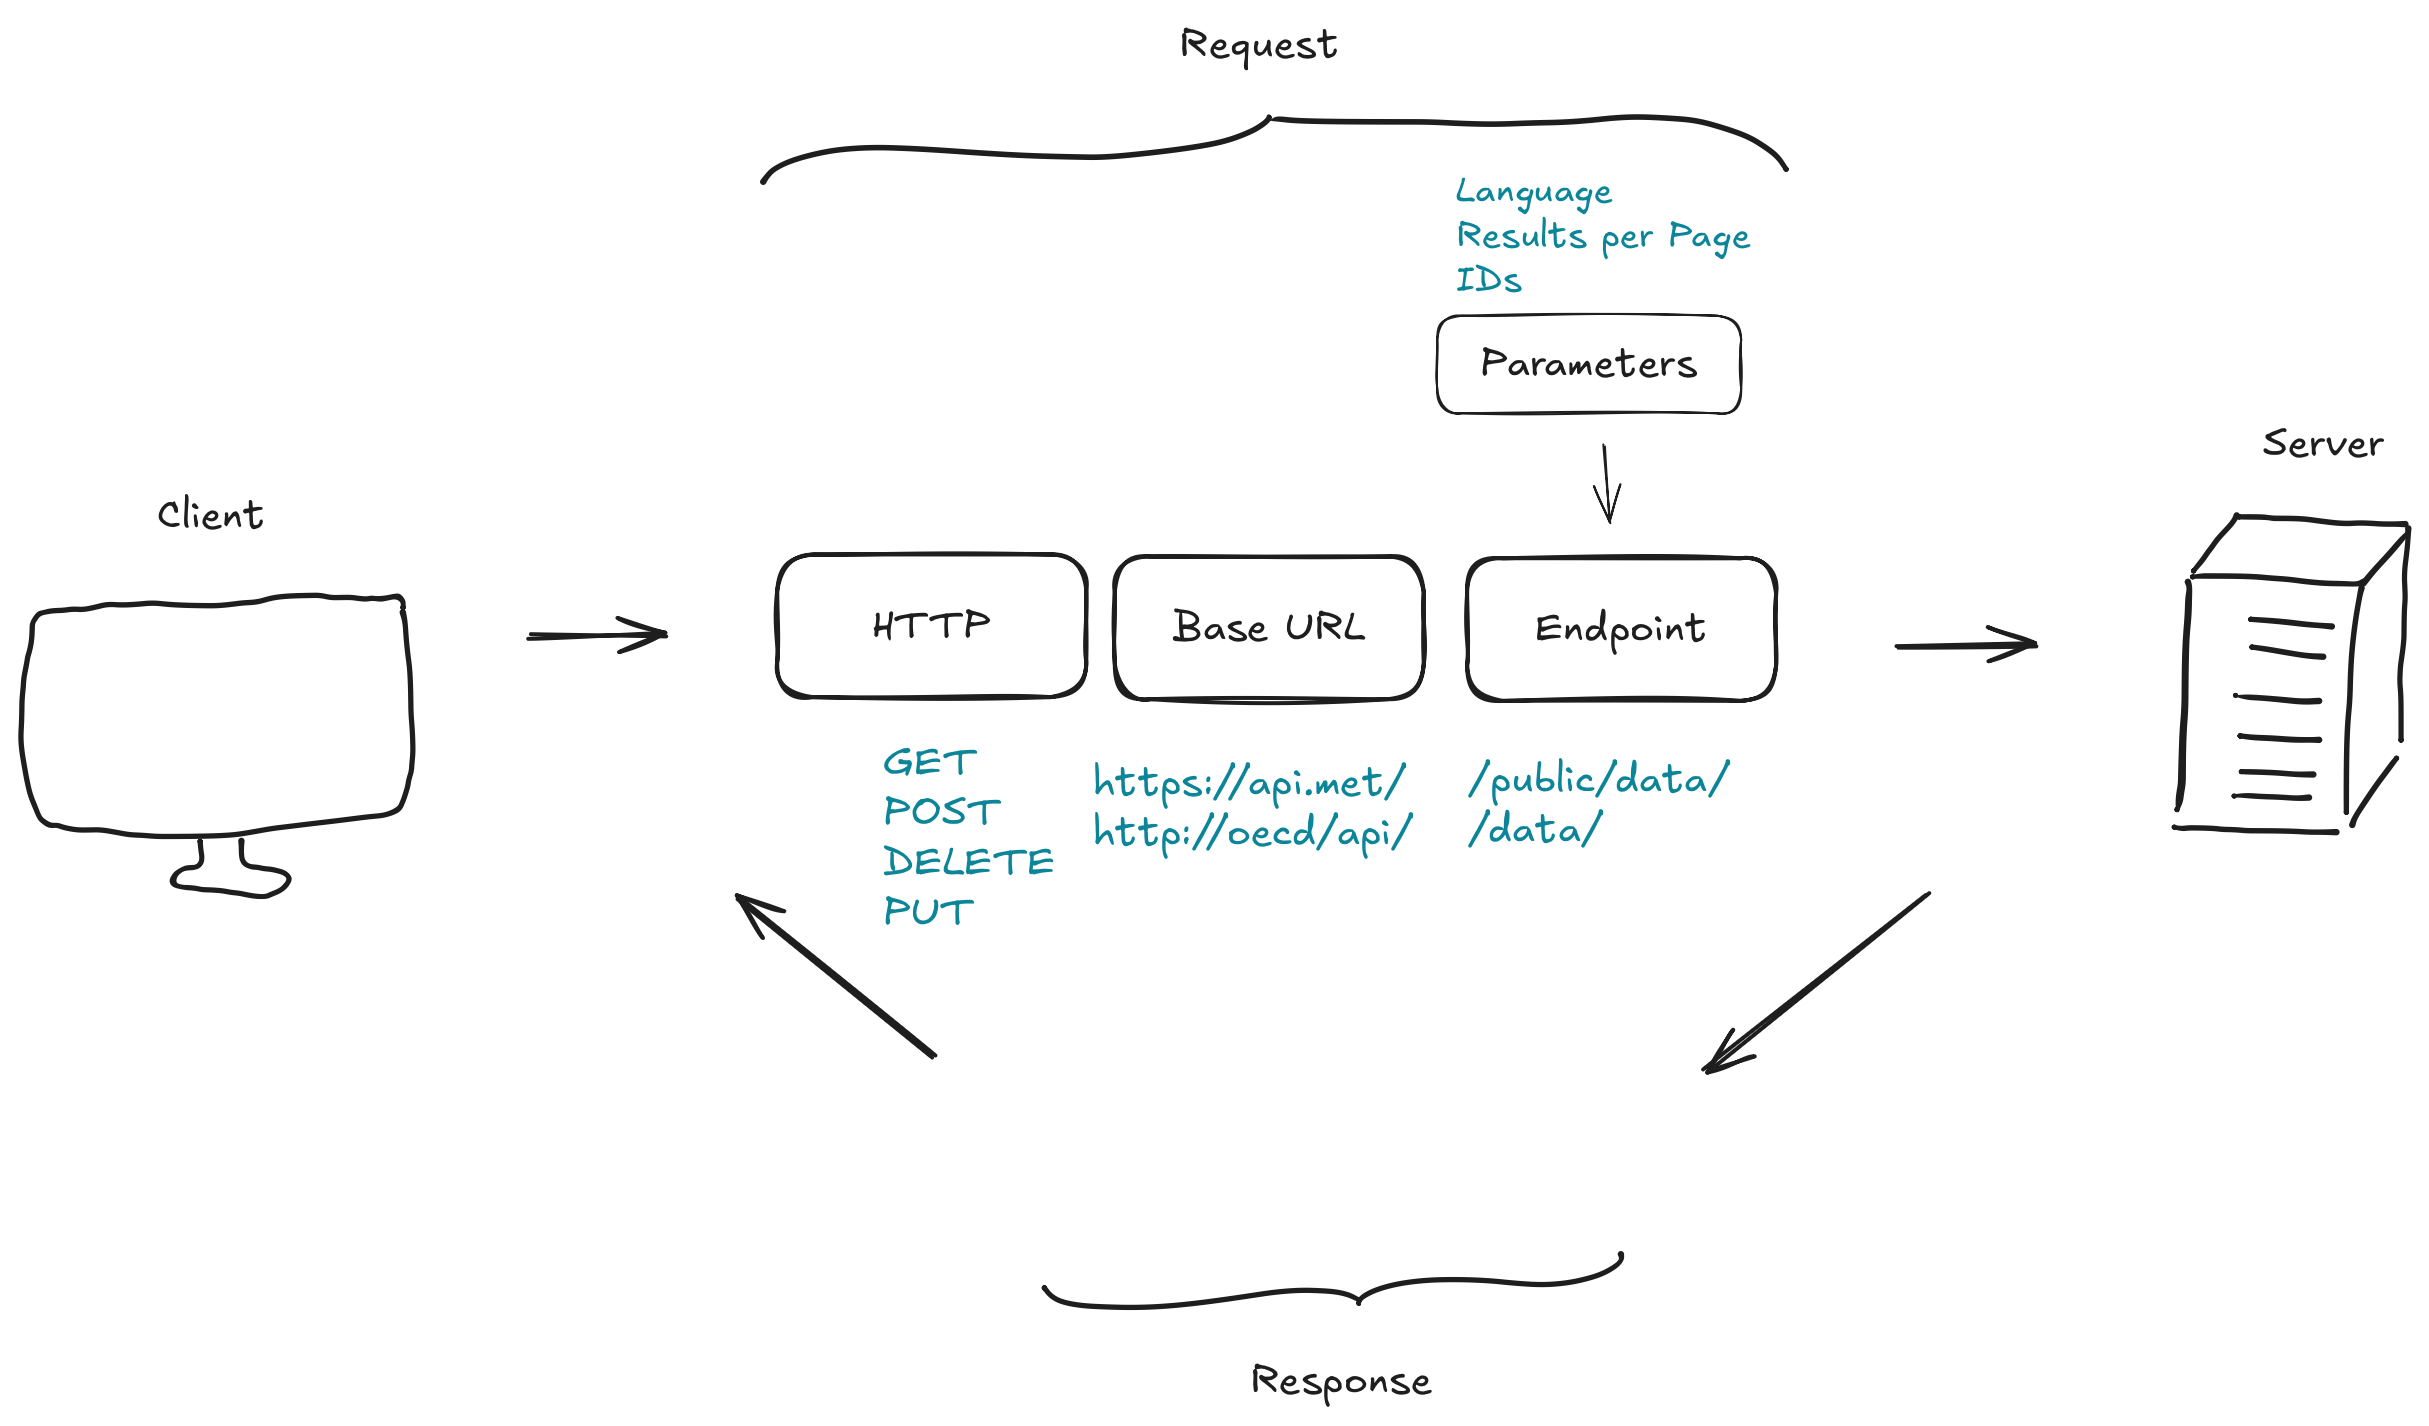 Request
Language
Results per Page
IDs
Parameters
Server
Client
HTTP
Base URL
Endpoint
GET
POST
DELETE
PUT
https://api.met/
http://oecd/api/
/public/data/
/data/
Response